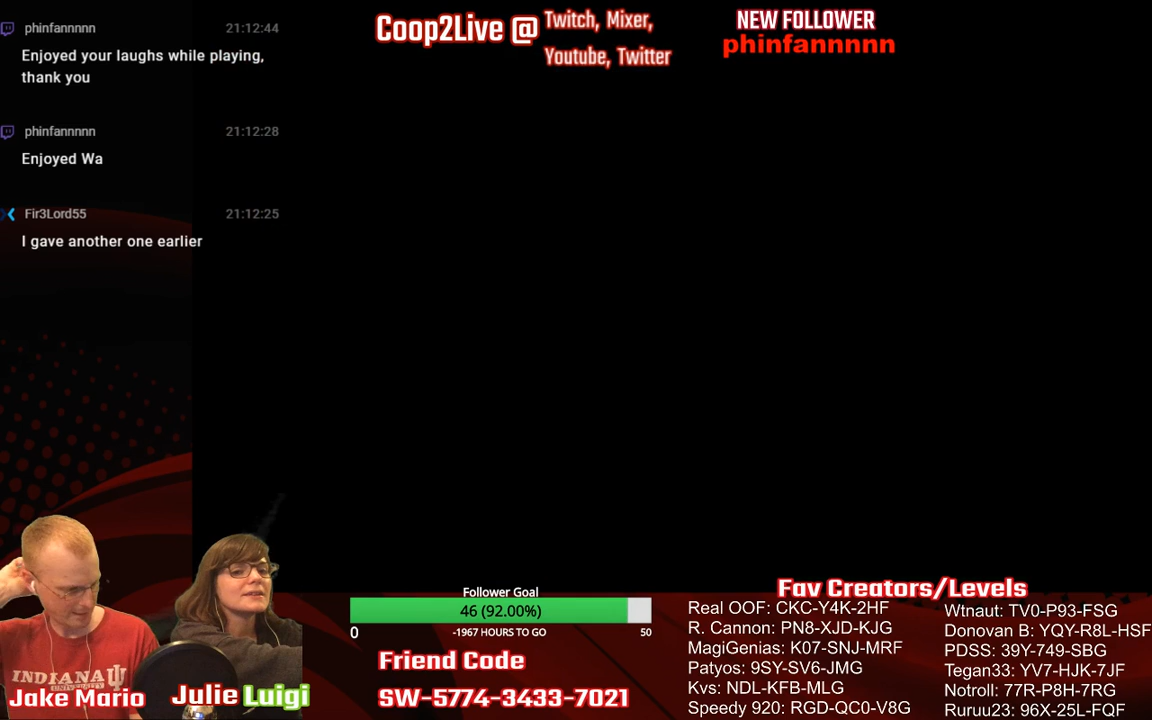 phinfannnnn 21:12:44
Enjoyed your laughs while playing,
thank you
phinfannnnn 21:12:28
Enjoyed Wa
Fir3Lord55 21:12:25
I gave another one earlier
Coop2Live @ Twitch, Mixer,
Youtube, Twitter
NEW FOLLOWER
phinfannnnn
INDIANA
UNIVERSITY
Jake Mario
Julie Luigi
Follower Goal
46 (92.00%)
0 -1967 HOURS TO GO 50
Friend Code
SW-5774-3433-7021
Fav Creators/Levels
Real OOF: CKC-Y4K-2HF
R. Cannon: PN8-XJD-KJG
MagiGenias: K07-SNJ-MRF
Patyos: 9SY-SV6-JMG
Kvs: NDL-KFB-MLG
Speedy 920: RGD-QC0-V8G
Wtnaut: TV0-P93-FSG
Donovan B: YQY-R8L-HSF
PDSS: 39Y-749-SBG
Tegan33: YV7-HJK-7JF
Notroll: 77R-P8H-7RG
Ruruu23: 96X-25L-FQF